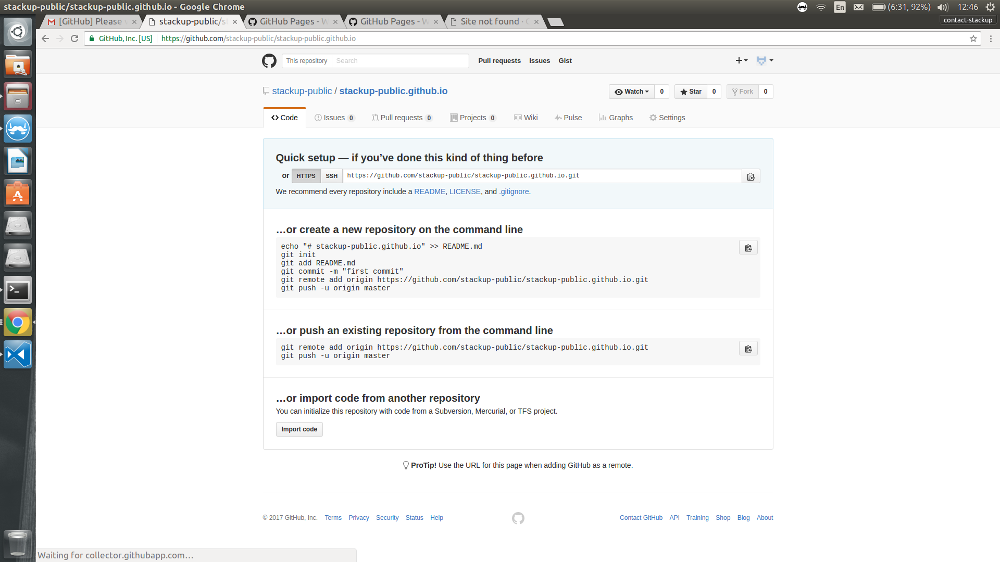 stackup-public/stackup-public.github.io - Google Chrome
En
(6:31, 92%)
12:46
contact-stackup
[GitHub] Please
stackup-public/s
GitHub Pages - W
GitHub Pages - W
Site not found ·
GitHub, Inc. [US]
https://github.com/stackup-public/stackup-public.github.io
This repository
Search
Pull requests
Issues
Gist
stackup-public / stackup-public.github.io
Watch
0
Star
0
Fork
0
Code
Issues 0
Pull requests 0
Projects 0
Wiki
Pulse
Graphs
Settings
Quick setup — if you’ve done this kind of thing before
or HTTPS SSH https://github.com/stackup-public/stackup-public.github.io.git
We recommend every repository include a README, LICENSE, and .gitignore.
…or create a new repository on the command line
echo "# stackup-public.github.io" >> README.md
git init
git add README.md
git commit -m "first commit"
git remote add origin https://github.com/stackup-public/stackup-public.github.io.git
git push -u origin master
…or push an existing repository from the command line
git remote add origin https://github.com/stackup-public/stackup-public.github.io.git
git push -u origin master
…or import code from another repository
You can initialize this repository with code from a Subversion, Mercurial, or TFS project.
Import code
ProTip! Use the URL for this page when adding GitHub as a remote.
© 2017 GitHub, Inc.
Terms
Privacy
Security
Status
Help
Contact GitHub
API
Training
Shop
Blog
About
Waiting for collector.githubapp.com…